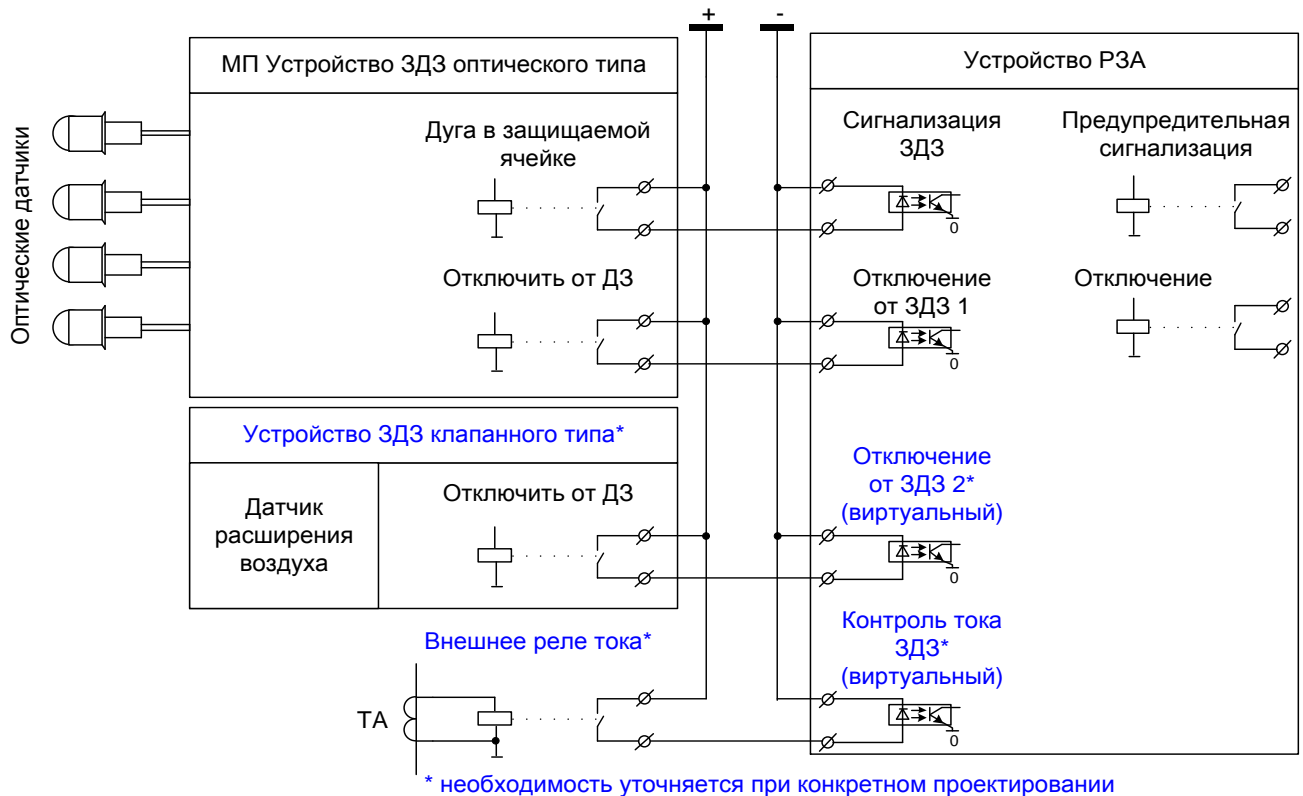 +
-
МП Устройство ЗДЗ оптического типа
Устройство РЗА
Оптические датчики
Дуга в защищаемой
ячейке
Сигнализация
ЗДЗ
Предупредительная
сигнализация
0
Отключить от ДЗ
Отключение
от ЗДЗ 1
Отключение
0
Устройство ЗДЗ клапанного типа*
Датчик
расширения
воздуха
Отключить от ДЗ
Отключение
от ЗДЗ 2*
(виртуальный)
0
Внешнее реле тока*
Контроль тока
ЗДЗ*
(виртуальный)
ТА
0
* необходимость уточняется при конкретном проектировании